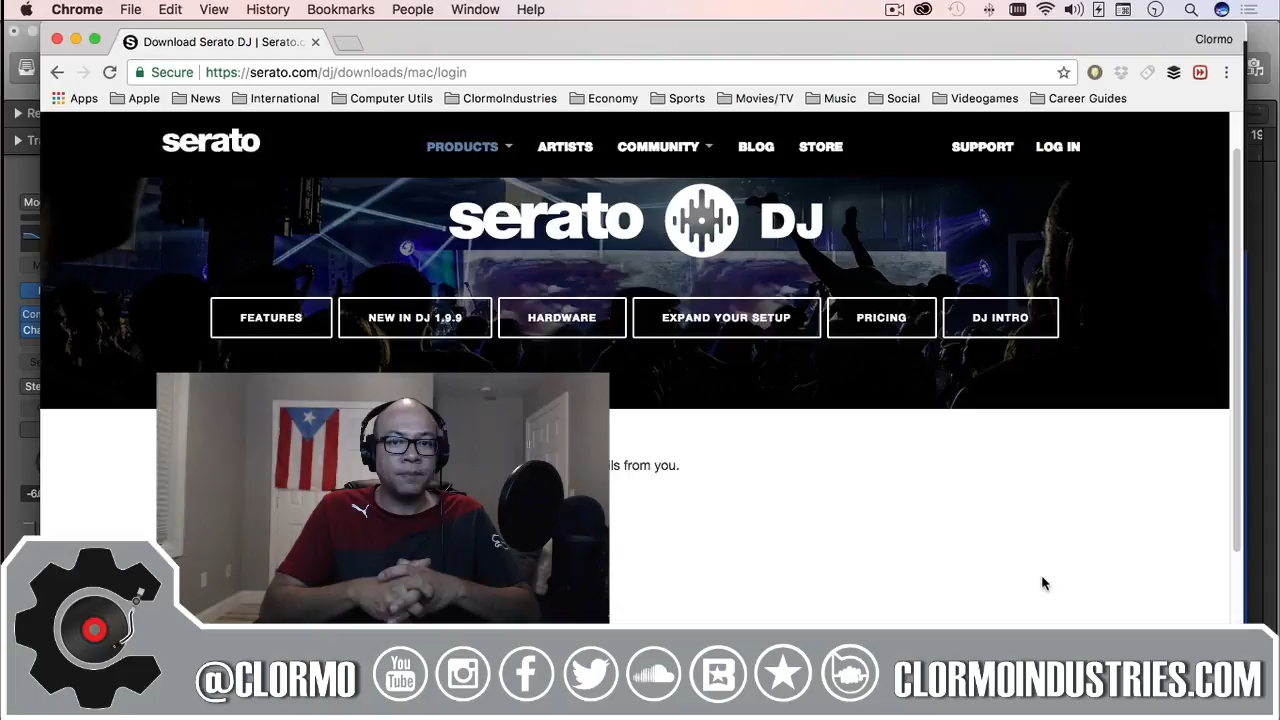 Chrome File Edit View History Bookmarks People Window Help
Download Serato DJ | Serato.c
Clormo
Secure https://serato.com/dj/downloads/mac/login
Apps Apple News International Computer Utils ClormoIndustries Economy Sports Movies/TV Music Social Videogames Career Guides
serato PRODUCTS ARTISTS COMMUNITY BLOG STORE SUPPORT LOG IN
serato DJ
FEATURES NEW IN DJ 1.9.9 HARDWARE EXPAND YOUR SETUP PRICING DJ INTRO
ils from you.
@CLORMO You Tube CLORMOINDUSTRIES.COM